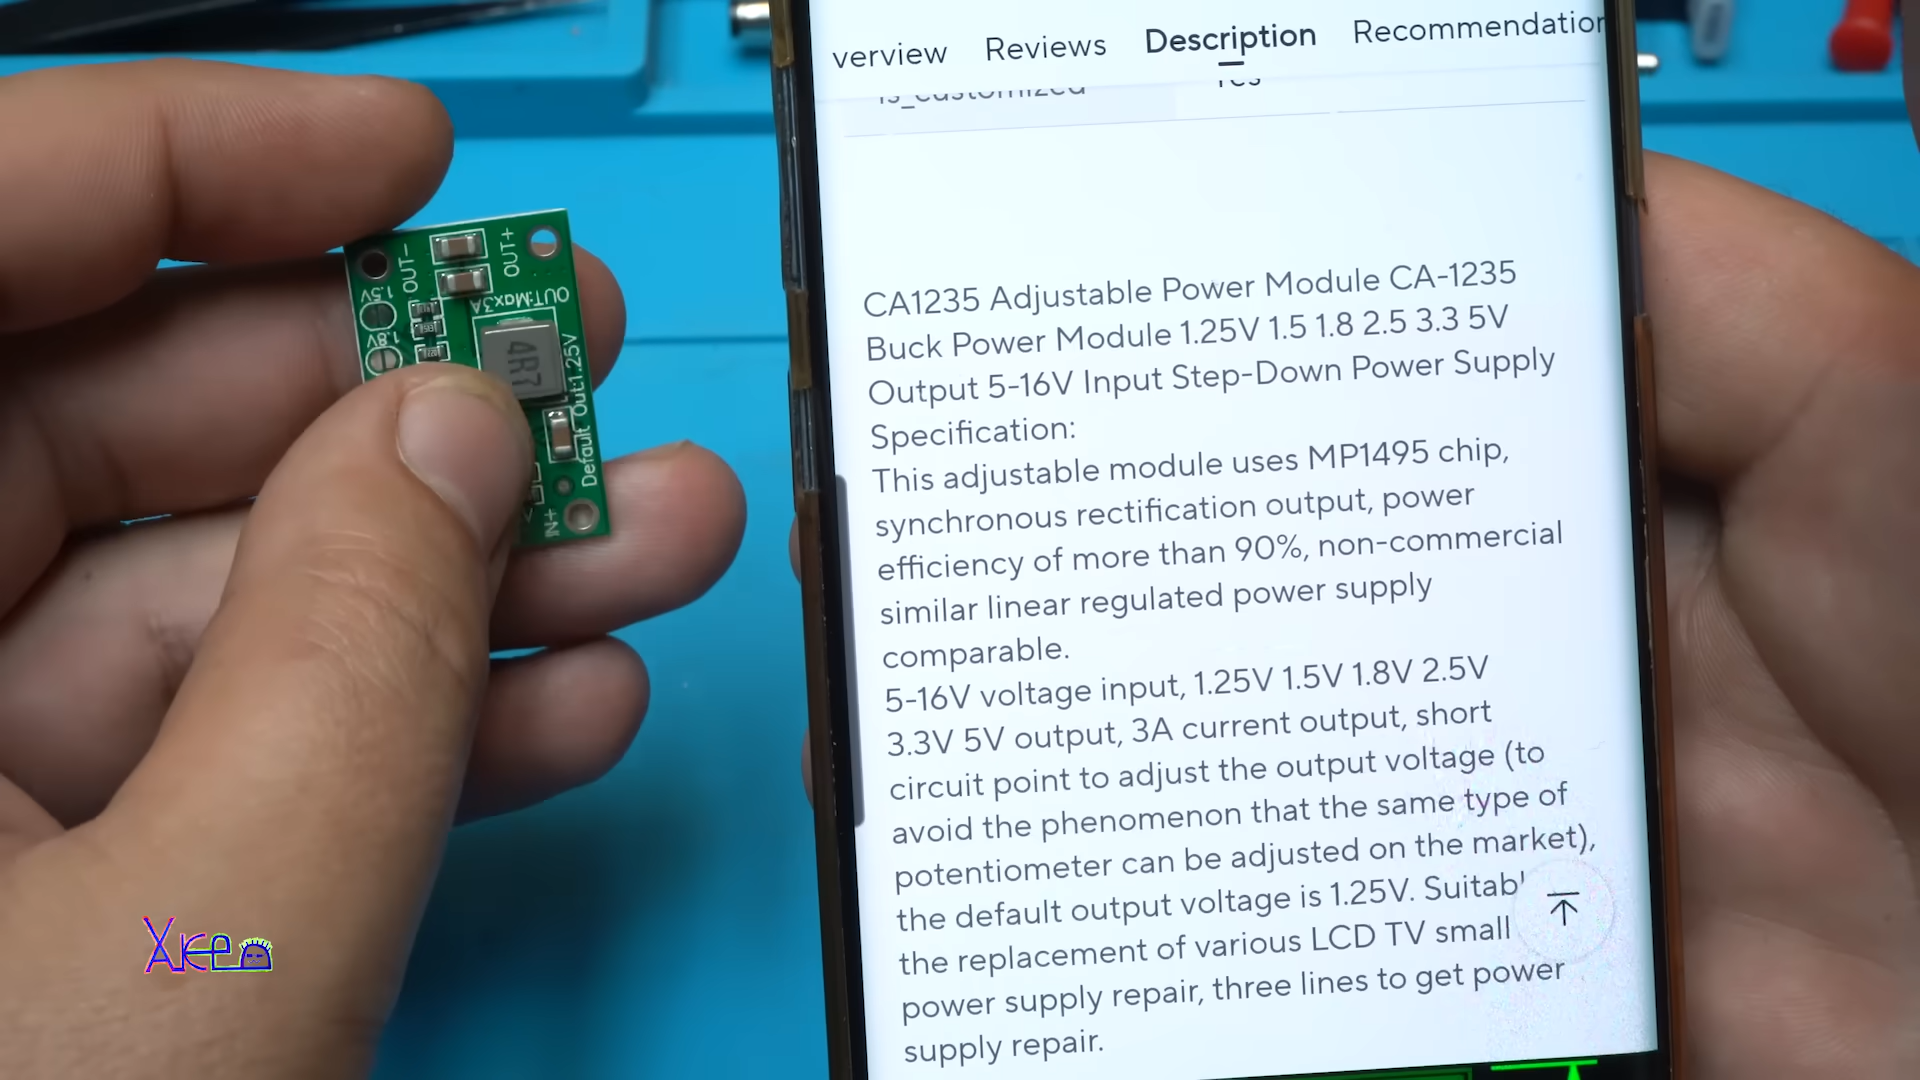 verview Reviews Description Recommendation
is_customized Yes
CA1235 Adjustable Power Module CA-1235
Buck Power Module 1.25V 1.5 1.8 2.5 3.3 5V
Output 5-16V Input Step-Down Power Supply
Specification:
This adjustable module uses MP1495 chip,
synchronous rectification output, power
efficiency of more than 90%, non-commercial
similar linear regulated power supply
comparable.
5-16V voltage input, 1.25V 1.5V 1.8V 2.5V
3.3V 5V output, 3A current output, short
circuit point to adjust the output voltage (to
avoid the phenomenon that the same type of
potentiometer can be adjusted on the market),
the default output voltage is 1.25V. Suitabl
the replacement of various LCD TV small
power supply repair, three lines to get power
supply repair.
OUT-
OUT+
1.5V
OUT:Max3A
1.8V
4R7
Default Out:1.25V
IN+